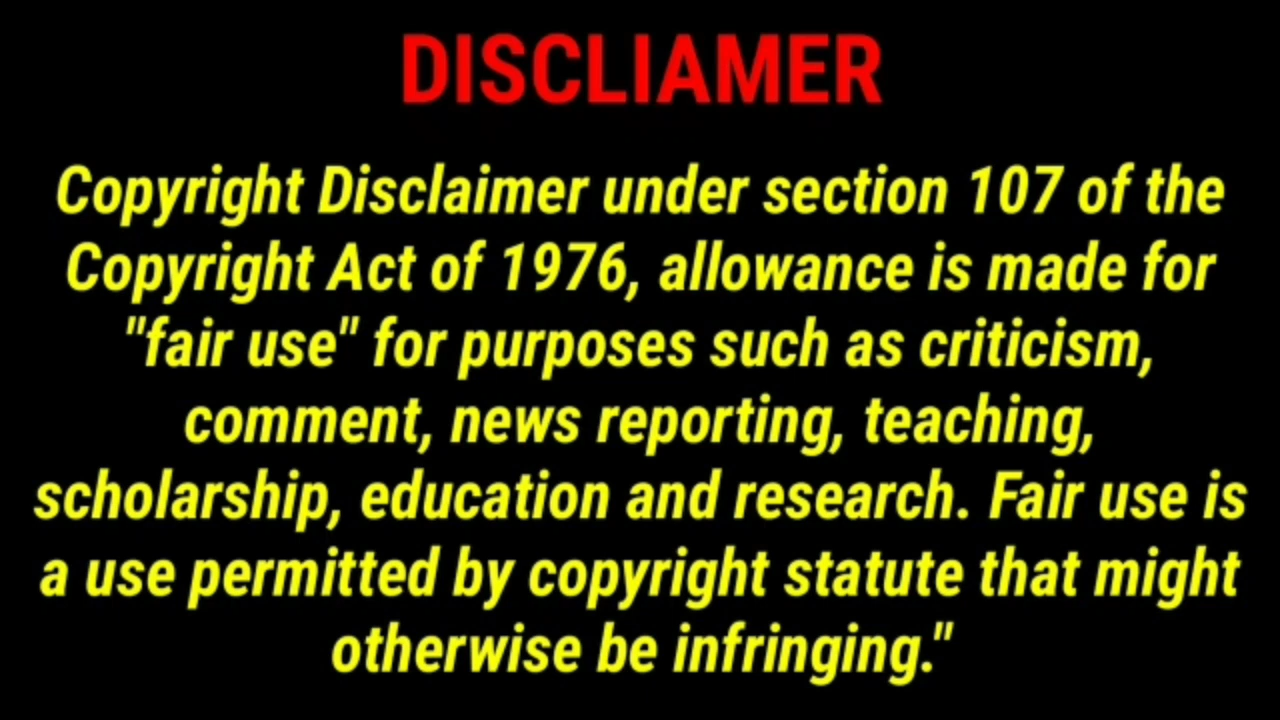 DISCLIAMER
Copyright Disclaimer under section 107 of the
Copyright Act of 1976, allowance is made for
"fair use" for purposes such as criticism,
comment, news reporting, teaching,
scholarship, education and research. Fair use is
a use permitted by copyright statute that might
otherwise be infringing."